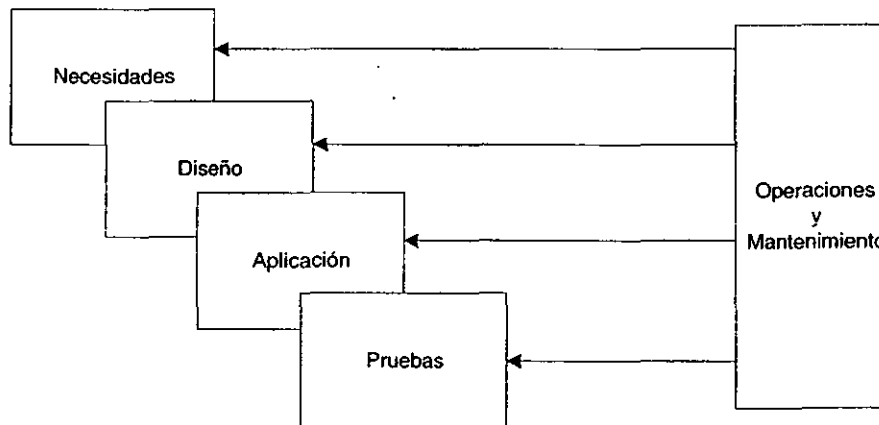 Necesidades
Diseño
Aplicación
Pruebas
Operaciones
y
Mantenimiento